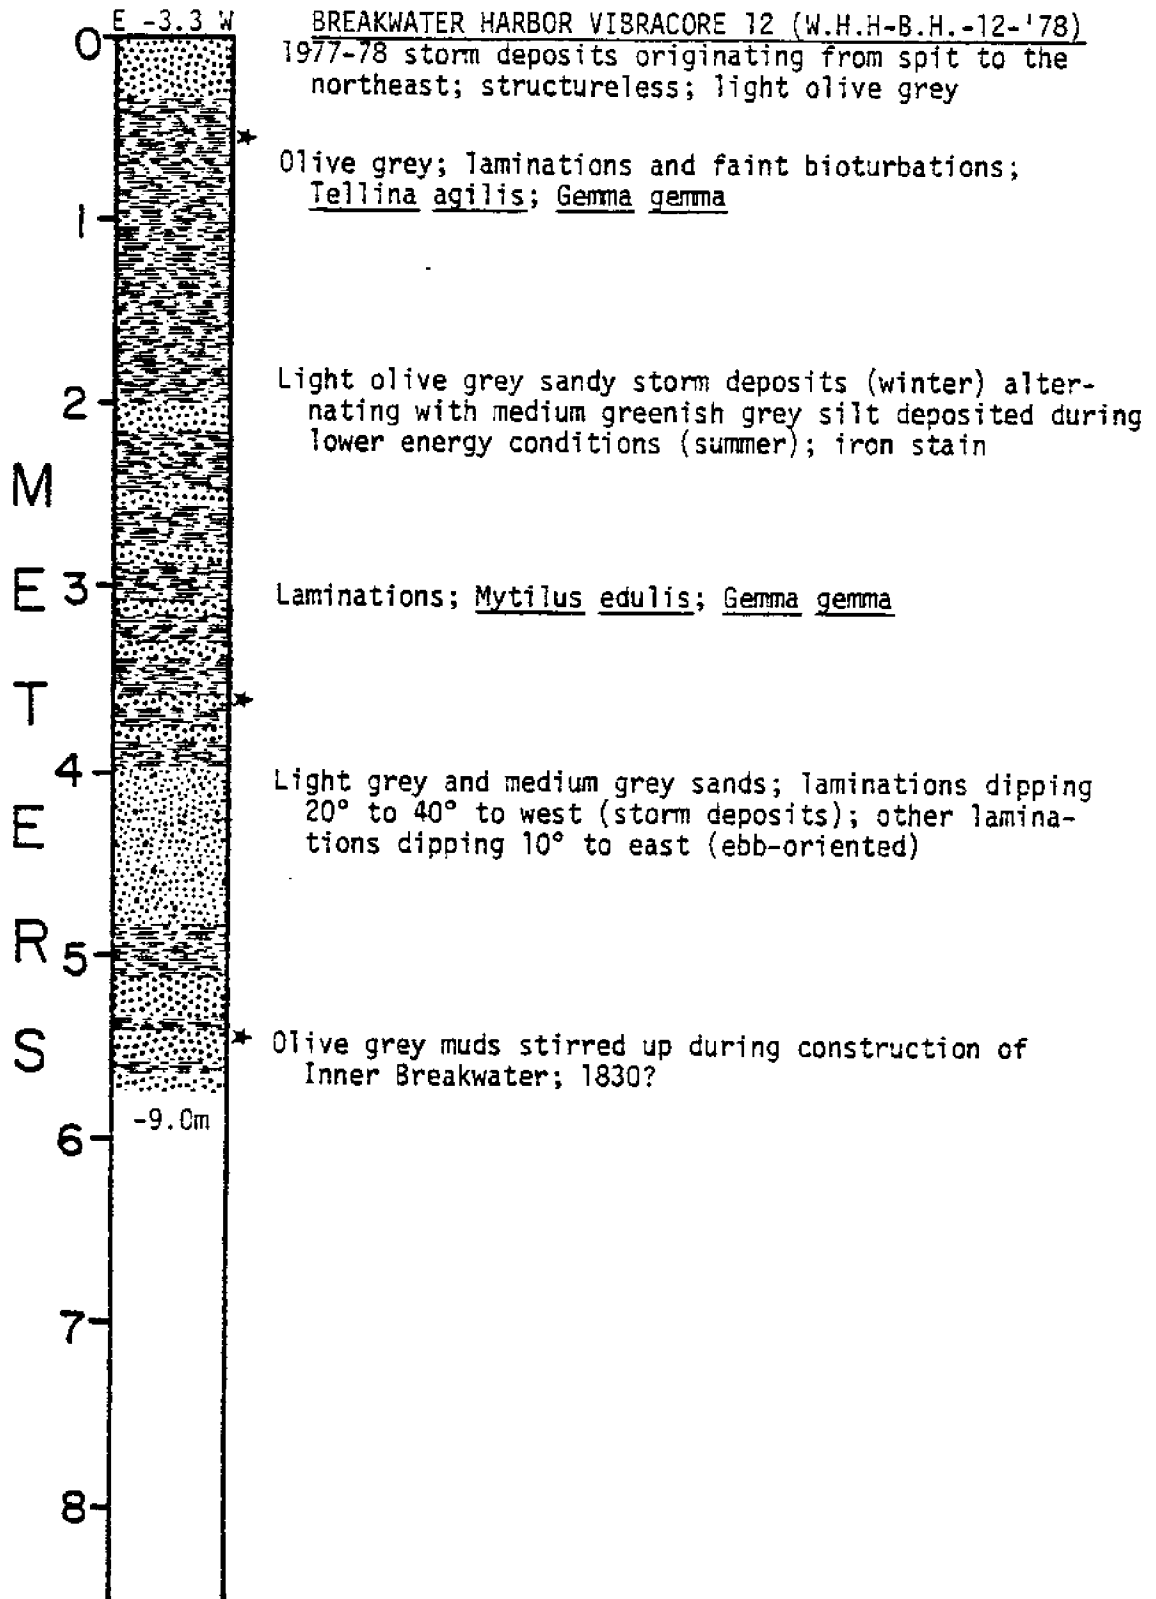 E -3.3 W
BREAKWATER HARBOR VIBRACORE 12 (W.H.H-B.H.-12-'78)
0
1977-78 storm deposits originating from spit to the
northeast; structureless; light olive grey
Olive grey; laminations and faint bioturbations;
Tellina agilis; Gemma gemma
1
Light olive grey sandy storm deposits (winter) alter-
nating with medium greenish grey silt deposited during
lower energy conditions (summer); iron stain
2
METERS
3
Laminations; Mytilus edulis; Gemma gemma
4
Light grey and medium grey sands; laminations dipping
20° to 40° to west (storm deposits); other lamina-
tions dipping 10° to east (ebb-oriented)
5
Olive grey muds stirred up during construction of
Inner Breakwater; 1830?
-9.0m
6
7
8